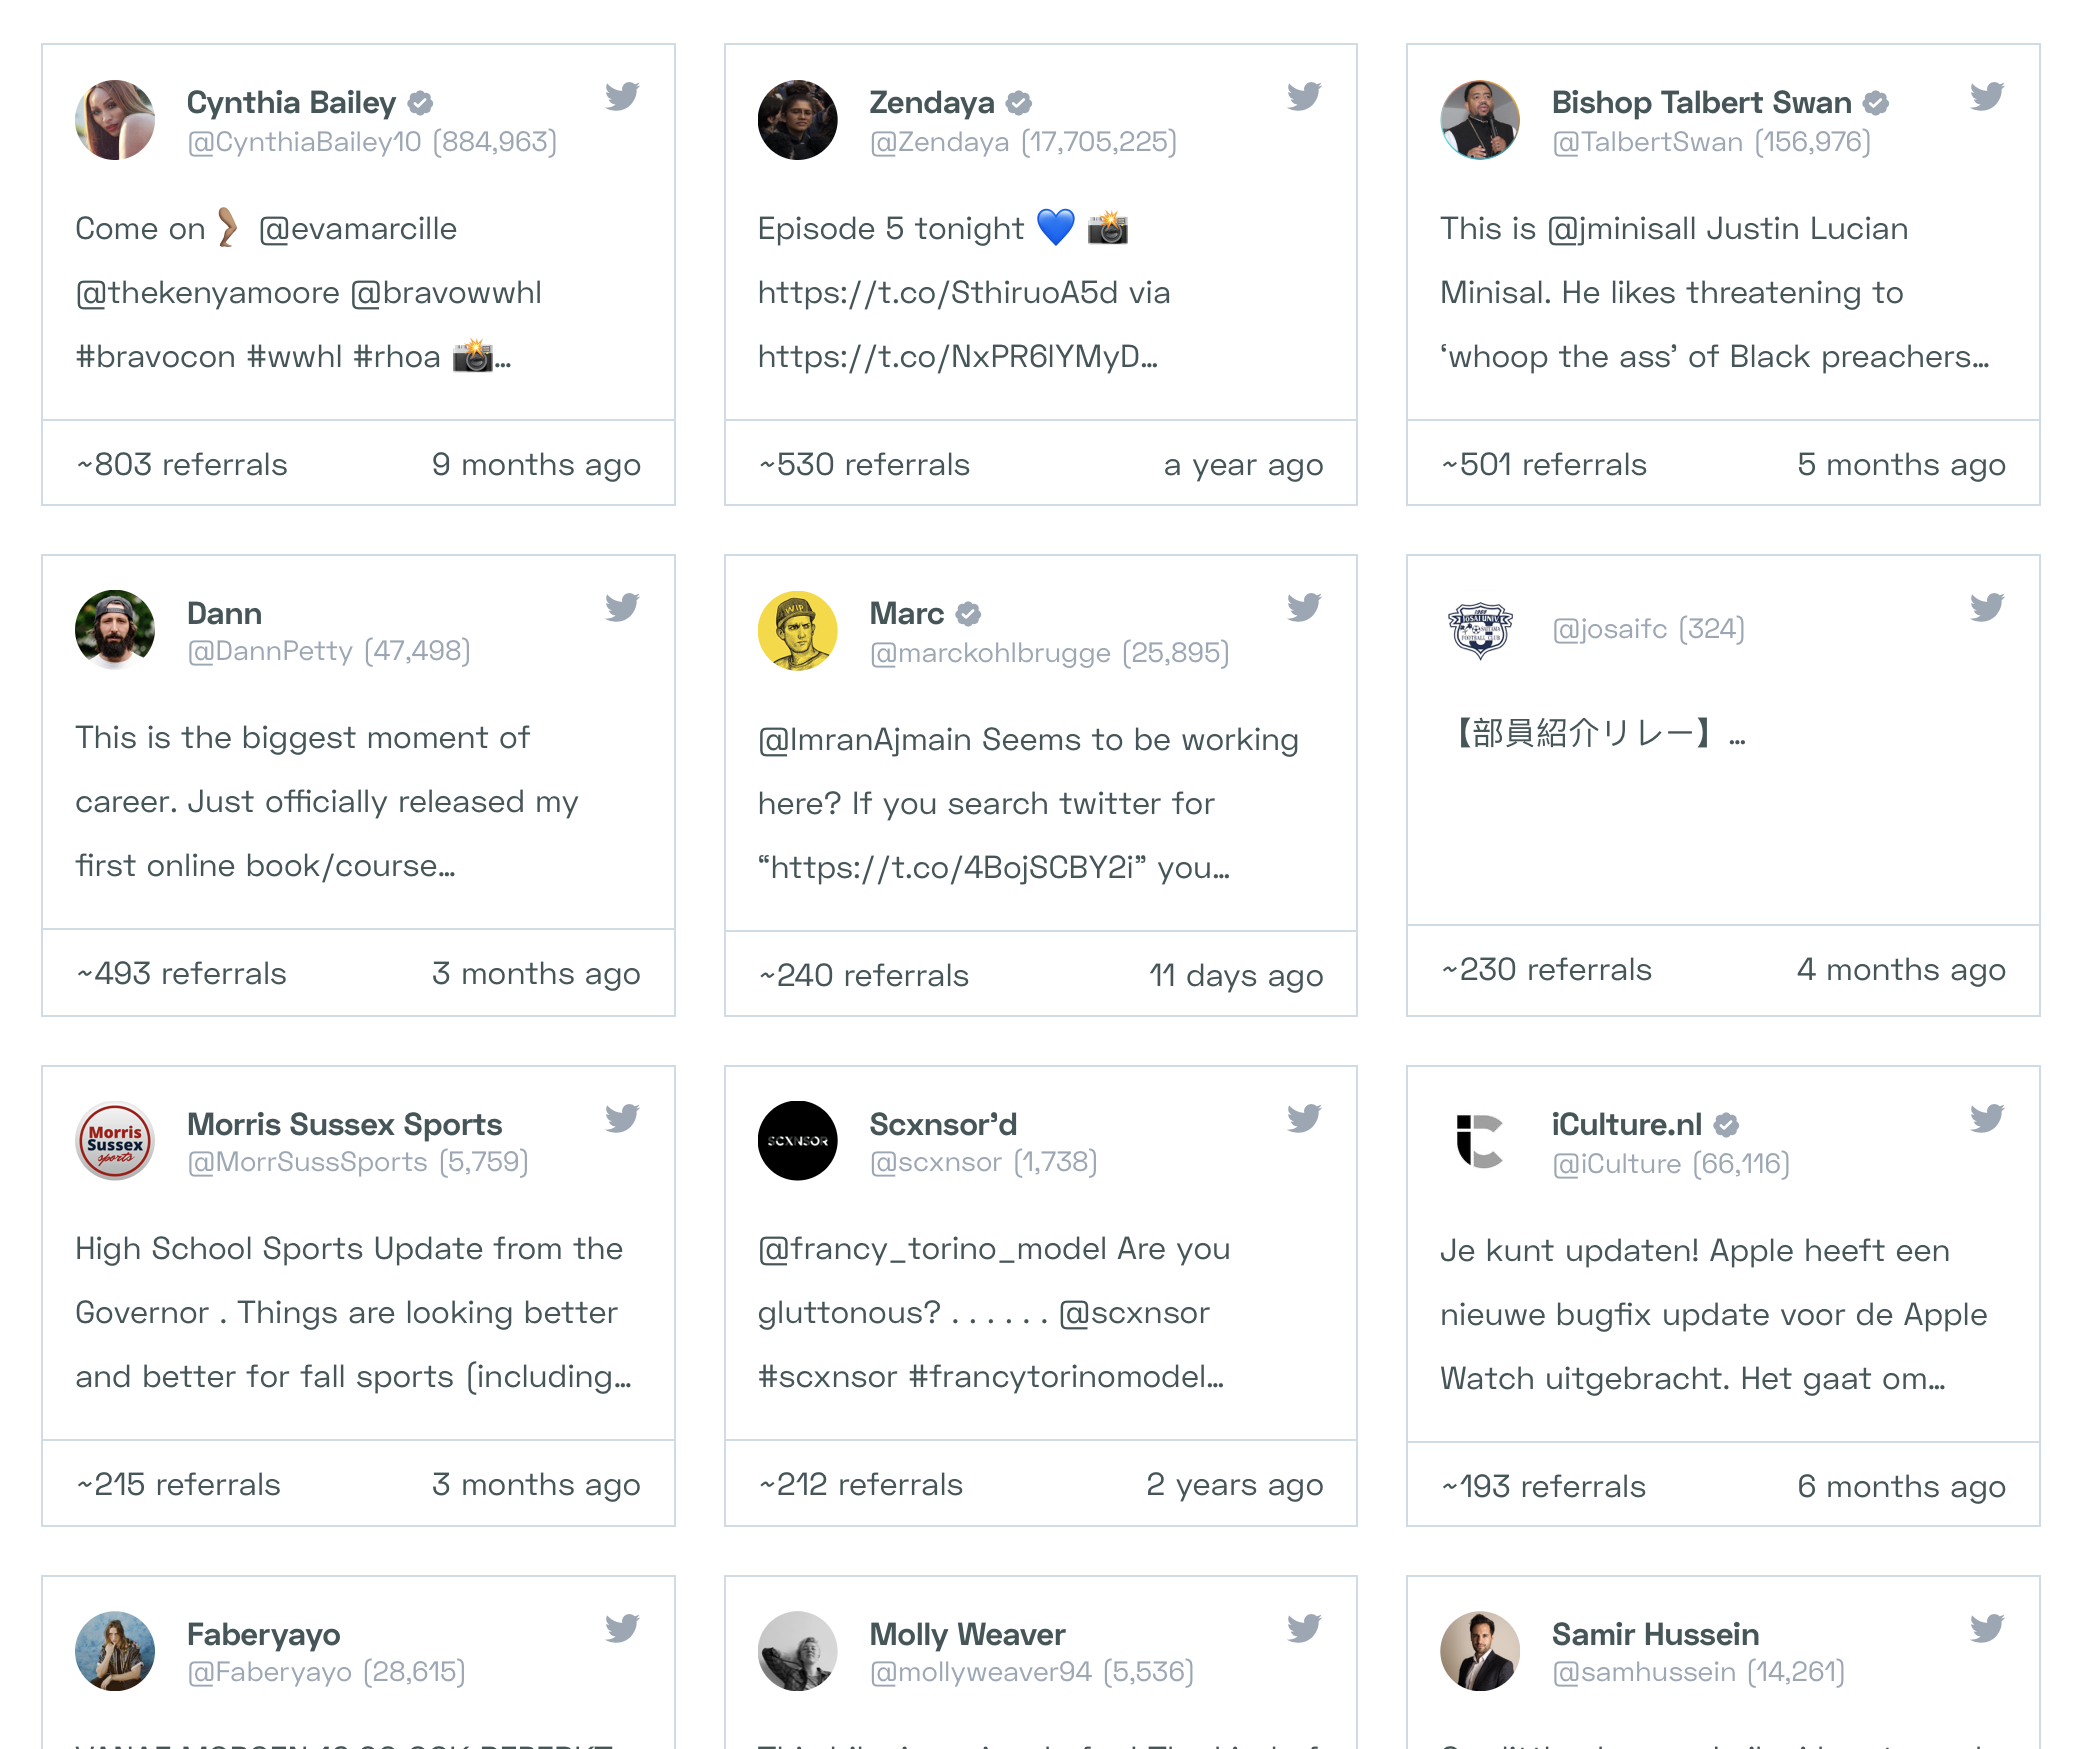 Cynthia Bailey
@CynthiaBailey10 (884,963)
Come on🦵🏽 @evamarcille
@thekenyamoore @bravowwhl
#bravocon #wwhl #rhoa 📸…
~803 referrals
9 months ago
Zendaya
@Zendaya (17,705,225)
Episode 5 tonight 💙 📸
https://t.co/SthiruoA5d via
https://t.co/NxPR6lYMyD…
~530 referrals
a year ago
Bishop Talbert Swan
@TalbertSwan (156,976)
This is @jminisall Justin Lucian
Minisal. He likes threatening to
‘whoop the ass’ of Black preachers…
~501 referrals
5 months ago
Dann
@DannPetty (47,498)
This is the biggest moment of
career. Just officially released my
first online book/course…
~493 referrals
3 months ago
WIP
Marc
@marckohlbrugge (25,895)
@ImranAjmain Seems to be working
here? If you search twitter for
“https://t.co/4BojSCBY2i” you…
~240 referrals
11 days ago
JOSAI UNIV
FOOTBALL CLUB
@josaifc (324)
【部員紹介リレー】…
~230 referrals
4 months ago
Morris
Sussex
sports
Morris Sussex Sports
@MorrSussSports (5,759)
High School Sports Update from the
Governor . Things are looking better
and better for fall sports (including…
~215 referrals
3 months ago
SCXNSOR
Scxnsor’d
@scxnsor (1,738)
@francy_torino_model Are you
gluttonous? . . . . . . @scxnsor
#scxnsor #francytorinomodel…
~212 referrals
2 years ago
iC
iCulture.nl
@iCulture (66,116)
Je kunt updaten! Apple heeft een
nieuwe bugfix update voor de Apple
Watch uitgebracht. Het gaat om…
~193 referrals
6 months ago
Faberyayo
@Faberyayo (28,615)
Molly Weaver
@mollyweaver94 (5,536)
Samir Hussein
@samhussein (14,261)